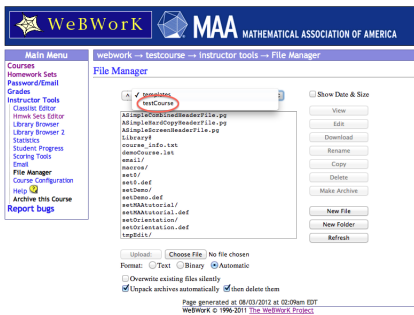 WeBWorK
MAA MATHEMATICAL ASSOCIATION OF AMERICA
Main Menu
Courses
Homework Sets
Password/Email
Grades
Instructor Tools
Classlist Editor
Hmwk Sets Editor
Library Browser
Library Browser 2
Statistics
Student Progress
Scoring Tools
Email
File Manager
Course Configuration
Help
Archive this Course
Report bugs
webwork → testcourse → instructor tools → File Manager
File Manager
✓ templates
testCourse
ASimpleCombinedHeaderFile.pg
ASimpleHardCopyHeaderFile.pg
ASimpleScreenHeaderFile.pg
Library@
course_info.txt
demoCourse.lst
email/
macros/
set0/
set0.def
setDemo/
setDemo.def
setMAAtutorial/
setMAAtutorial.def
setOrientation/
setOrientation.def
tmpEdit/
Show Date & Size
View
Edit
Download
Rename
Copy
Delete
Make Archive
New File
New Folder
Refresh
Upload: Choose File No file chosen
Format: Text Binary Automatic
Overwrite existing files silently
Unpack archives automatically then delete them
Page generated at 08/03/2012 at 02:09am EDT
WeBWorK © 1996-2011 The WeBWorK Project